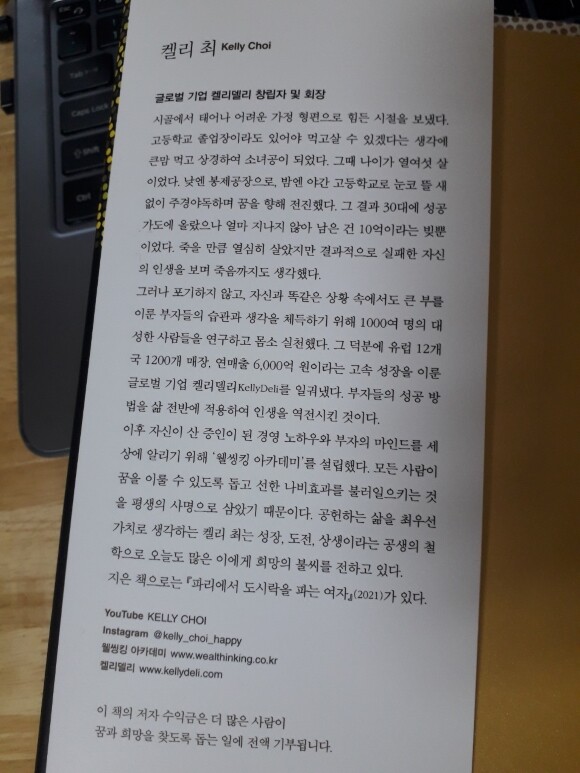 켈리 최 Kelly Choi
글로벌 기업 켈리델리 창립자 및 회장
시골에서 태어나 어려운 가정 형편으로 힘든 시절을 보냈다.
고등학교 졸업장이라도 있어야 먹고살 수 있겠다는 생각에
큰맘 먹고 상경하여 소녀공이 되었다. 그때 나이가 열여섯 살
이었다. 낮엔 봉제공장으로, 밤엔 야간 고등학교로 눈코 뜰 새
없이 주경야독하며 꿈을 향해 전진했다. 그 결과 30대에 성공
가도에 올랐으나 얼마 지나지 않아 남은 건 10억이라는 빚뿐
이었다. 죽을 만큼 열심히 살았지만 결과적으로 실패한 자신
의 인생을 보며 죽음까지도 생각했다.
그러나 포기하지 않고, 자신과 똑같은 상황 속에서도 큰 부를
이룬 부자들의 습관과 생각을 체득하기 위해 1000여 명의 대
성한 사람들을 연구하고 몸소 실천했다. 그 덕분에 유럽 12개
국 1200개 매장, 연매출 6,000억 원이라는 고속 성장을 이룬
글로벌 기업 켈리델리KellyDeli를 일궈냈다. 부자들의 성공 방
법을 삶 전반에 적용하여 인생을 역전시킨 것이다.
이후 자신이 산 증인이 된 경영 노하우와 부자의 마인드를 세
상에 알리기 위해 '웰씽킹 아카데미'를 설립했다. 모든 사람이
꿈을 이룰 수 있도록 돕고 선한 나비효과를 불러일으키는 것
을 평생의 사명으로 삼았기 때문이다. 공헌하는 삶을 최우선
가치로 생각하는 켈리 최는 성장, 도전, 상생이라는 공생의 철
학으로 오늘도 많은 이에게 희망의 불씨를 전하고 있다.
지은 책으로는 『파리에서 도시락을 파는 여자』(2021)가 있다.
YouTube KELLY CHOI
Instagram @kelly_choi_happy
웰씽킹 아카데미 www.wealthinking.co.kr
켈리델리 www.kellydeli.com
이 책의 저자 수익금은 더 많은 사람이
꿈과 희망을 찾도록 돕는 일에 전액 기부됩니다.
Tab
Caps Lock
Shift
Ctrl